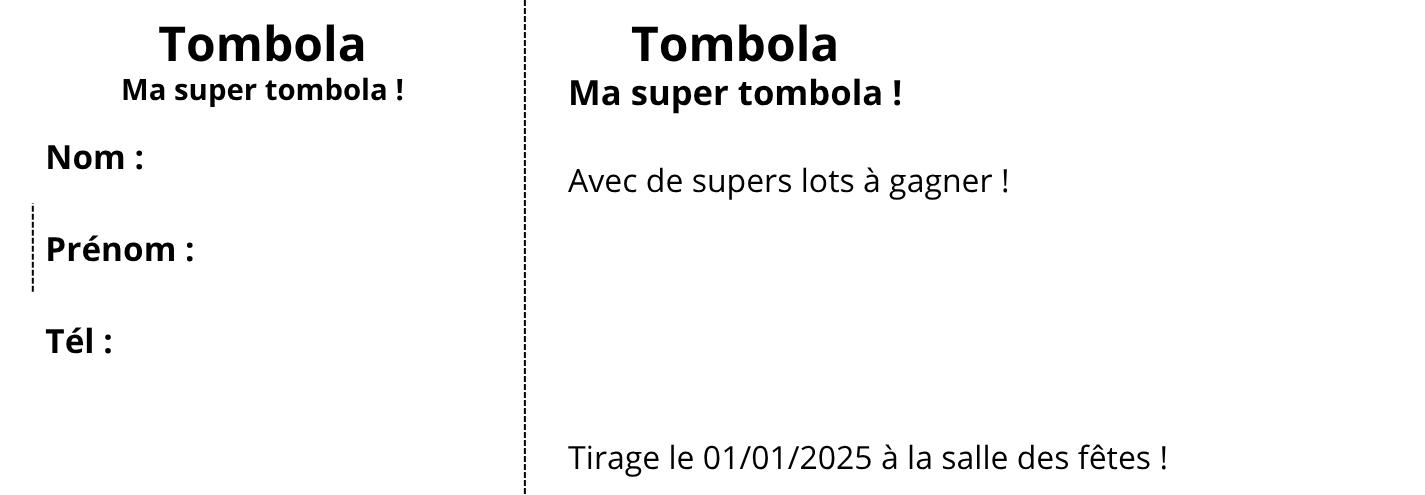 Tombola
Ma super tombola !
Nom :
Prénom :
Tél :
Tombola
Ma super tombola !
Avec de supers lots à gagner !
Tirage le 01/01/2025 à la salle des fêtes !